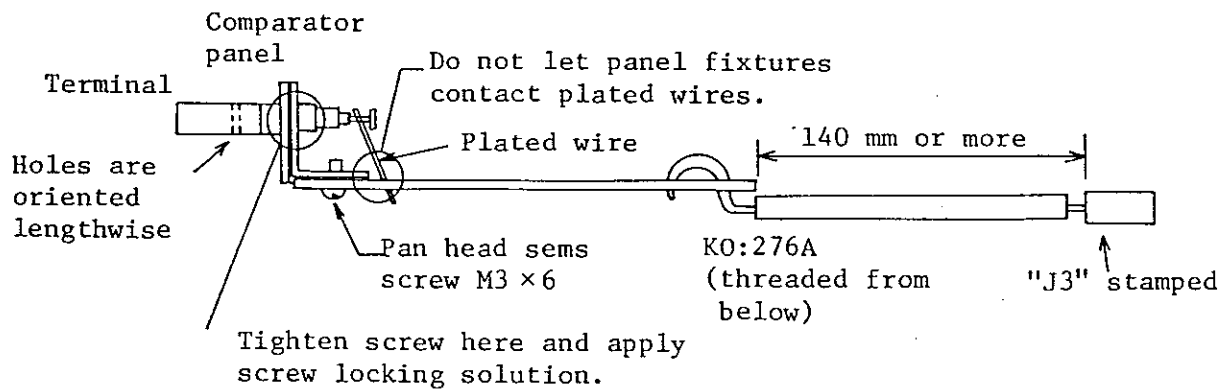 Comparator
panel
Terminal
Do not let panel fixtures
contact plated wires.
Plated wire
140 mm or more
Holes are
oriented
lengthwise
Pan head sems
screw M3 × 6
KO:276A
(threaded from
below)
"J3" stamped
Tighten screw here and apply
screw locking solution.